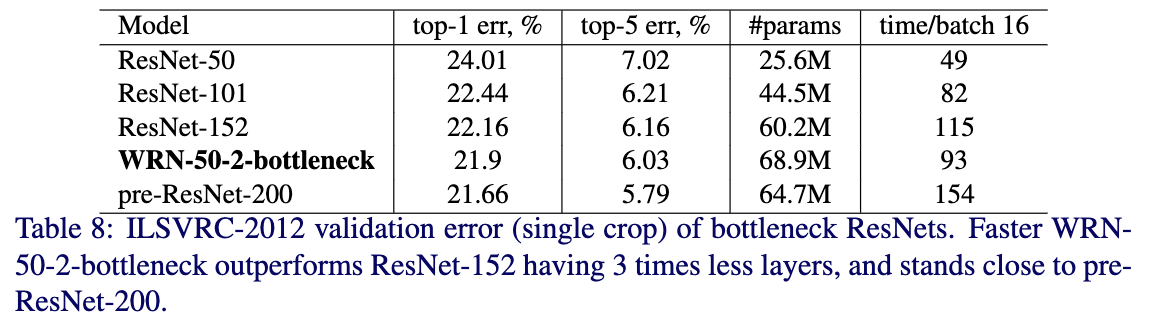 Model top-1 err, % top-5 err, % #params time/batch 16
ResNet-50 24.01 7.02 25.6M 49
ResNet-101 22.44 6.21 44.5M 82
ResNet-152 22.16 6.16 60.2M 115
WRN-50-2-bottleneck 21.9 6.03 68.9M 93
pre-ResNet-200 21.66 5.79 64.7M 154
Table 8: ILSVRC-2012 validation error (single crop) of bottleneck ResNets. Faster WRN-
50-2-bottleneck outperforms ResNet-152 having 3 times less layers, and stands close to pre-
ResNet-200.